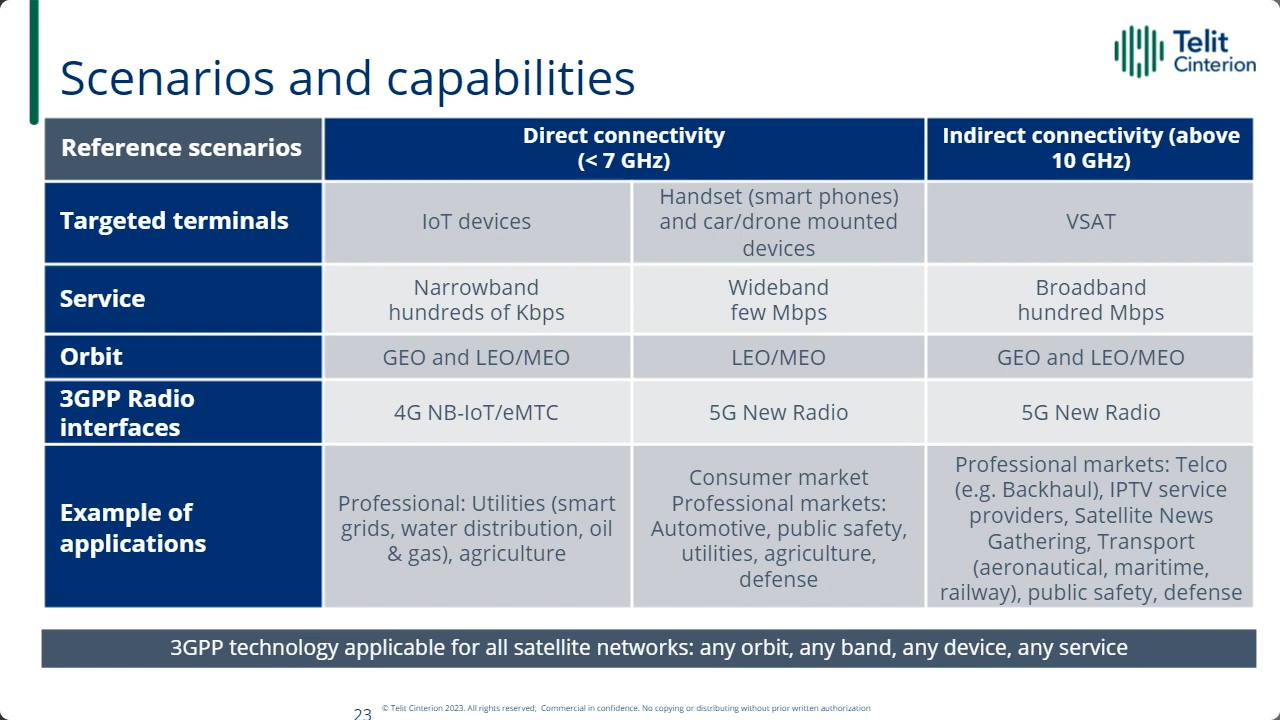 Scenarios and capabilities
Telit
Cinterion
Reference scenarios
Direct connectivity
(< 7 GHz)
Indirect connectivity (above
10 GHz)
Targeted terminals
IoT devices
Handset (smart phones)
and car/drone mounted
devices
VSAT
Service
Narrowband
hundreds of Kbps
Wideband
few Mbps
Broadband
hundred Mbps
Orbit
GEO and LEO/MEO
LEO/MEO
GEO and LEO/MEO
3GPP Radio
interfaces
4G NB-IoT/eMTC
5G New Radio
5G New Radio
Example of
applications
Professional: Utilities (smart
grids, water distribution, oil
& gas), agriculture
Consumer market
Professional markets:
Automotive, public safety,
utilities, agriculture,
defense
Professional markets: Telco
(e.g. Backhaul), IPTV service
providers, Satellite News
Gathering, Transport
(aeronautical, maritime,
railway), public safety, defense
3GPP technology applicable for all satellite networks: any orbit, any band, any device, any service
23
© Telit Cinterion 2023. All rights reserved; Commercial in confidence. No copying or distributing without prior written authorization